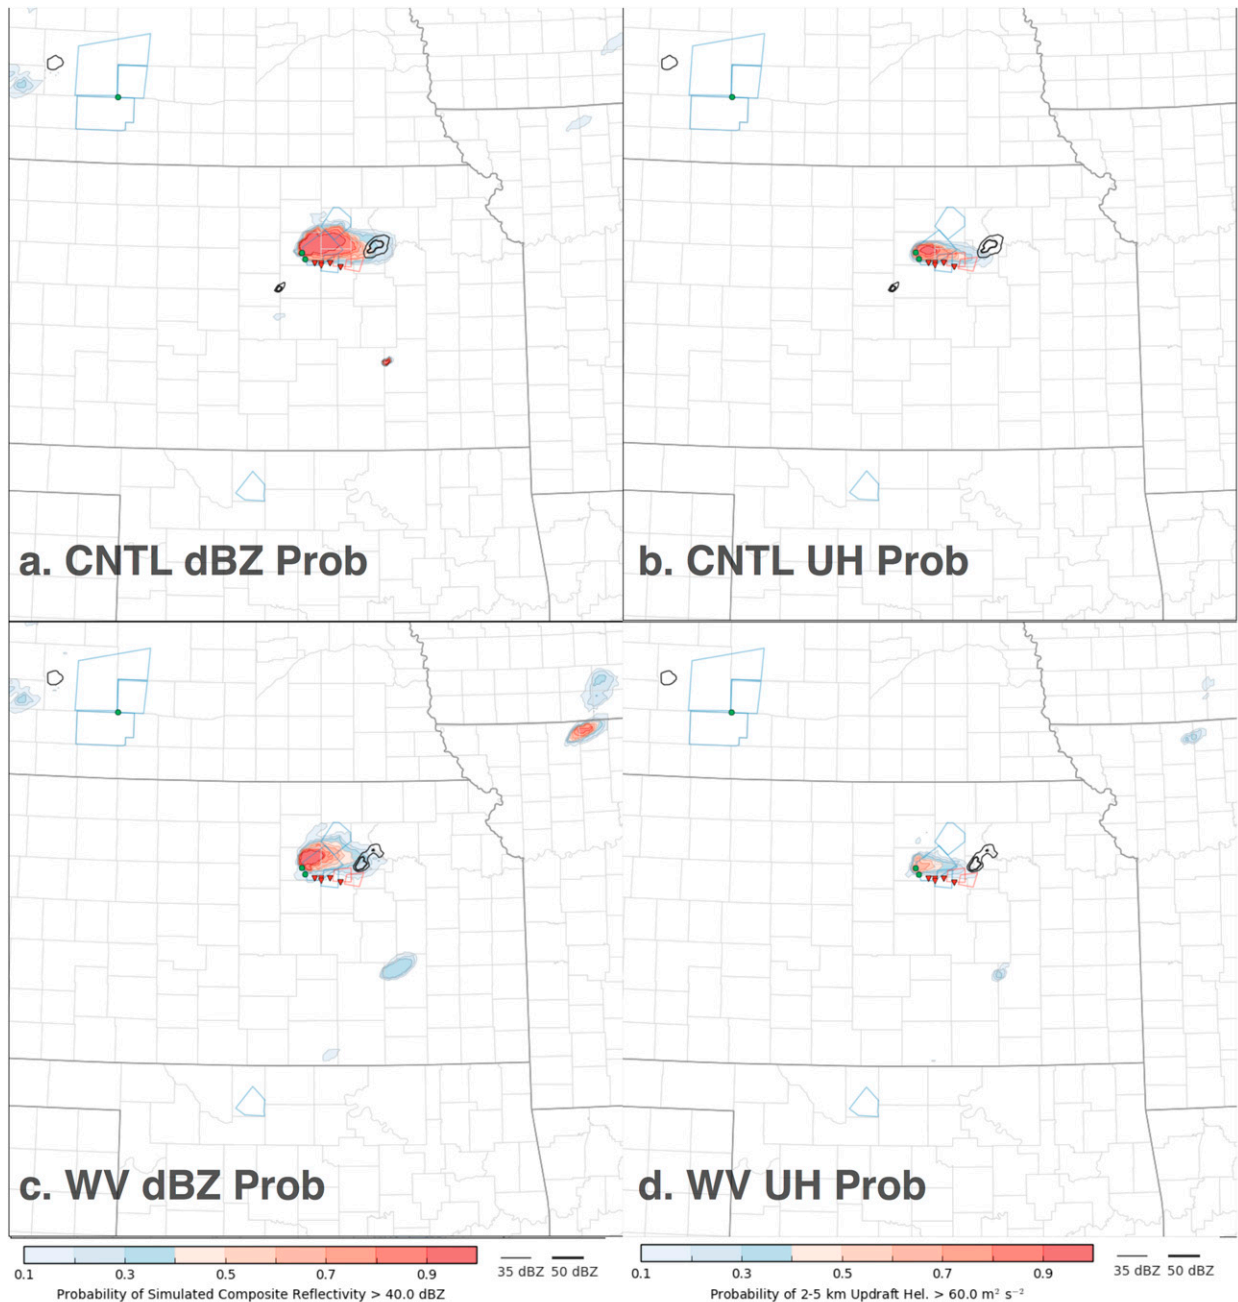 a. CNTL dBZ Prob
b. CNTL UH Prob
c. WV dBZ Prob
d. WV UH Prob
0.1 0.3 0.5 0.7 0.9
35 dBZ 50 dBZ
Probability of Simulated Composite Reflectivity > 40.0 dBZ
0.1 0.3 0.5 0.7 0.9
35 dBZ 50 dBZ
Probability of 2-5 km Updraft Hel. > 60.0 m² s⁻²